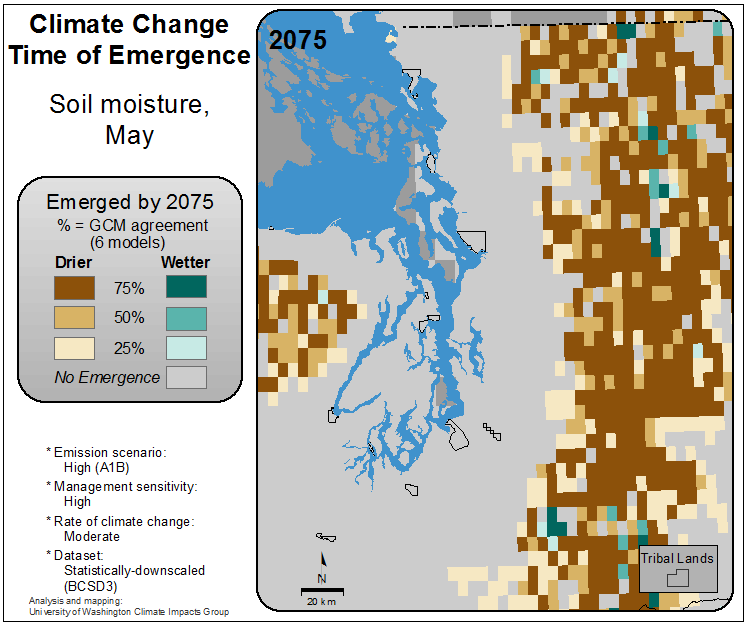 Climate Change
Time of Emergence
Soil moisture,
May
Emerged by 2075
% = GCM agreement
(6 models)
Drier Wetter
75%
50%
25%
No Emergence
* Emission scenario:
High (A1B)
* Management sensitivity:
High
* Rate of climate change:
Moderate
* Dataset:
Statistically-downscaled
(BCSD3)
Analysis and mapping:
University of Washington Climate Impacts Group
2075
N
20 km
Tribal Lands